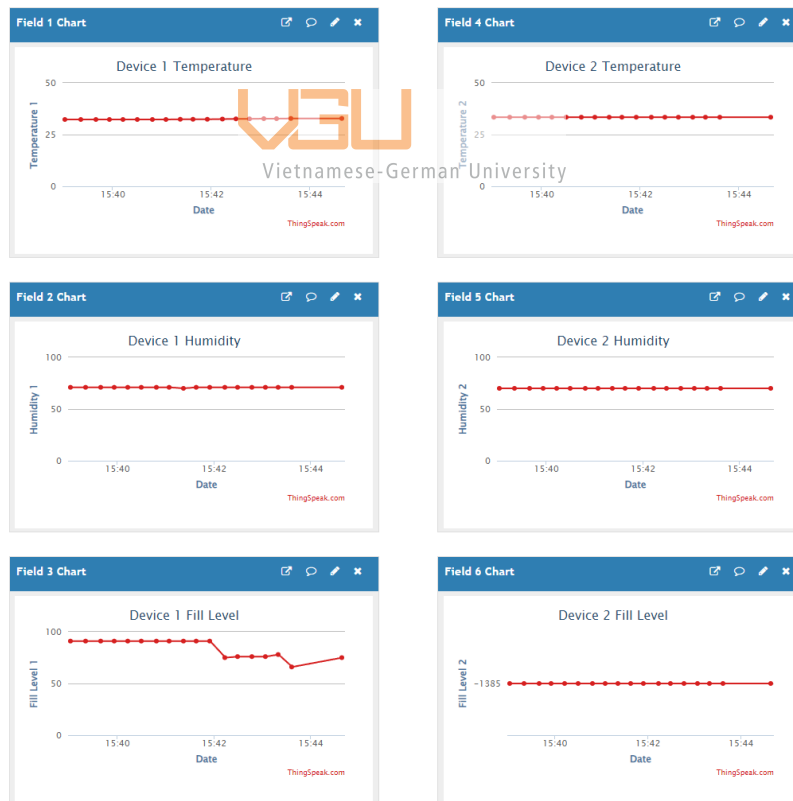 Field 1 Chart
Device 1 Temperature
50
25
0
Temperature 1
15:40
15:42
15:44
Date
ThingSpeak.com
Field 4 Chart
Device 2 Temperature
50
25
0
Temperature 2
15:40
15:42
15:44
Date
ThingSpeak.com
VGU
Vietnamese-German University
Field 2 Chart
Device 1 Humidity
100
50
0
Humidity 1
15:40
15:42
15:44
Date
ThingSpeak.com
Field 5 Chart
Device 2 Humidity
100
50
0
Humidity 2
15:40
15:42
15:44
Date
ThingSpeak.com
Field 3 Chart
Device 1 Fill Level
100
50
0
Fill Level 1
15:40
15:42
15:44
Date
ThingSpeak.com
Field 6 Chart
Device 2 Fill Level
-1385
Fill Level 2
15:40
15:42
15:44
Date
ThingSpeak.com